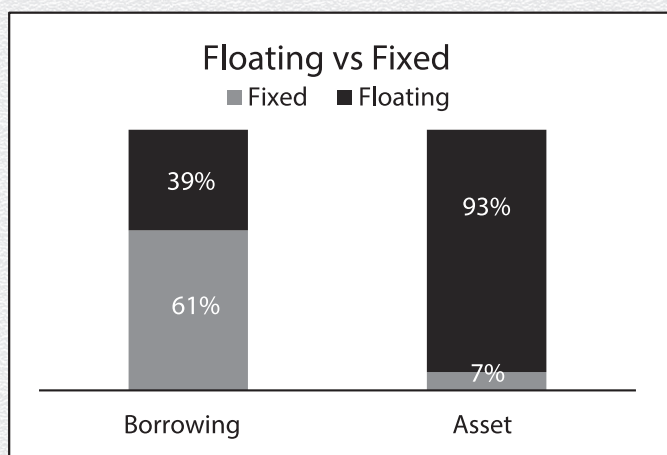 Floating vs Fixed
Fixed Floating
39% 93%
61% 7%
Borrowing Asset